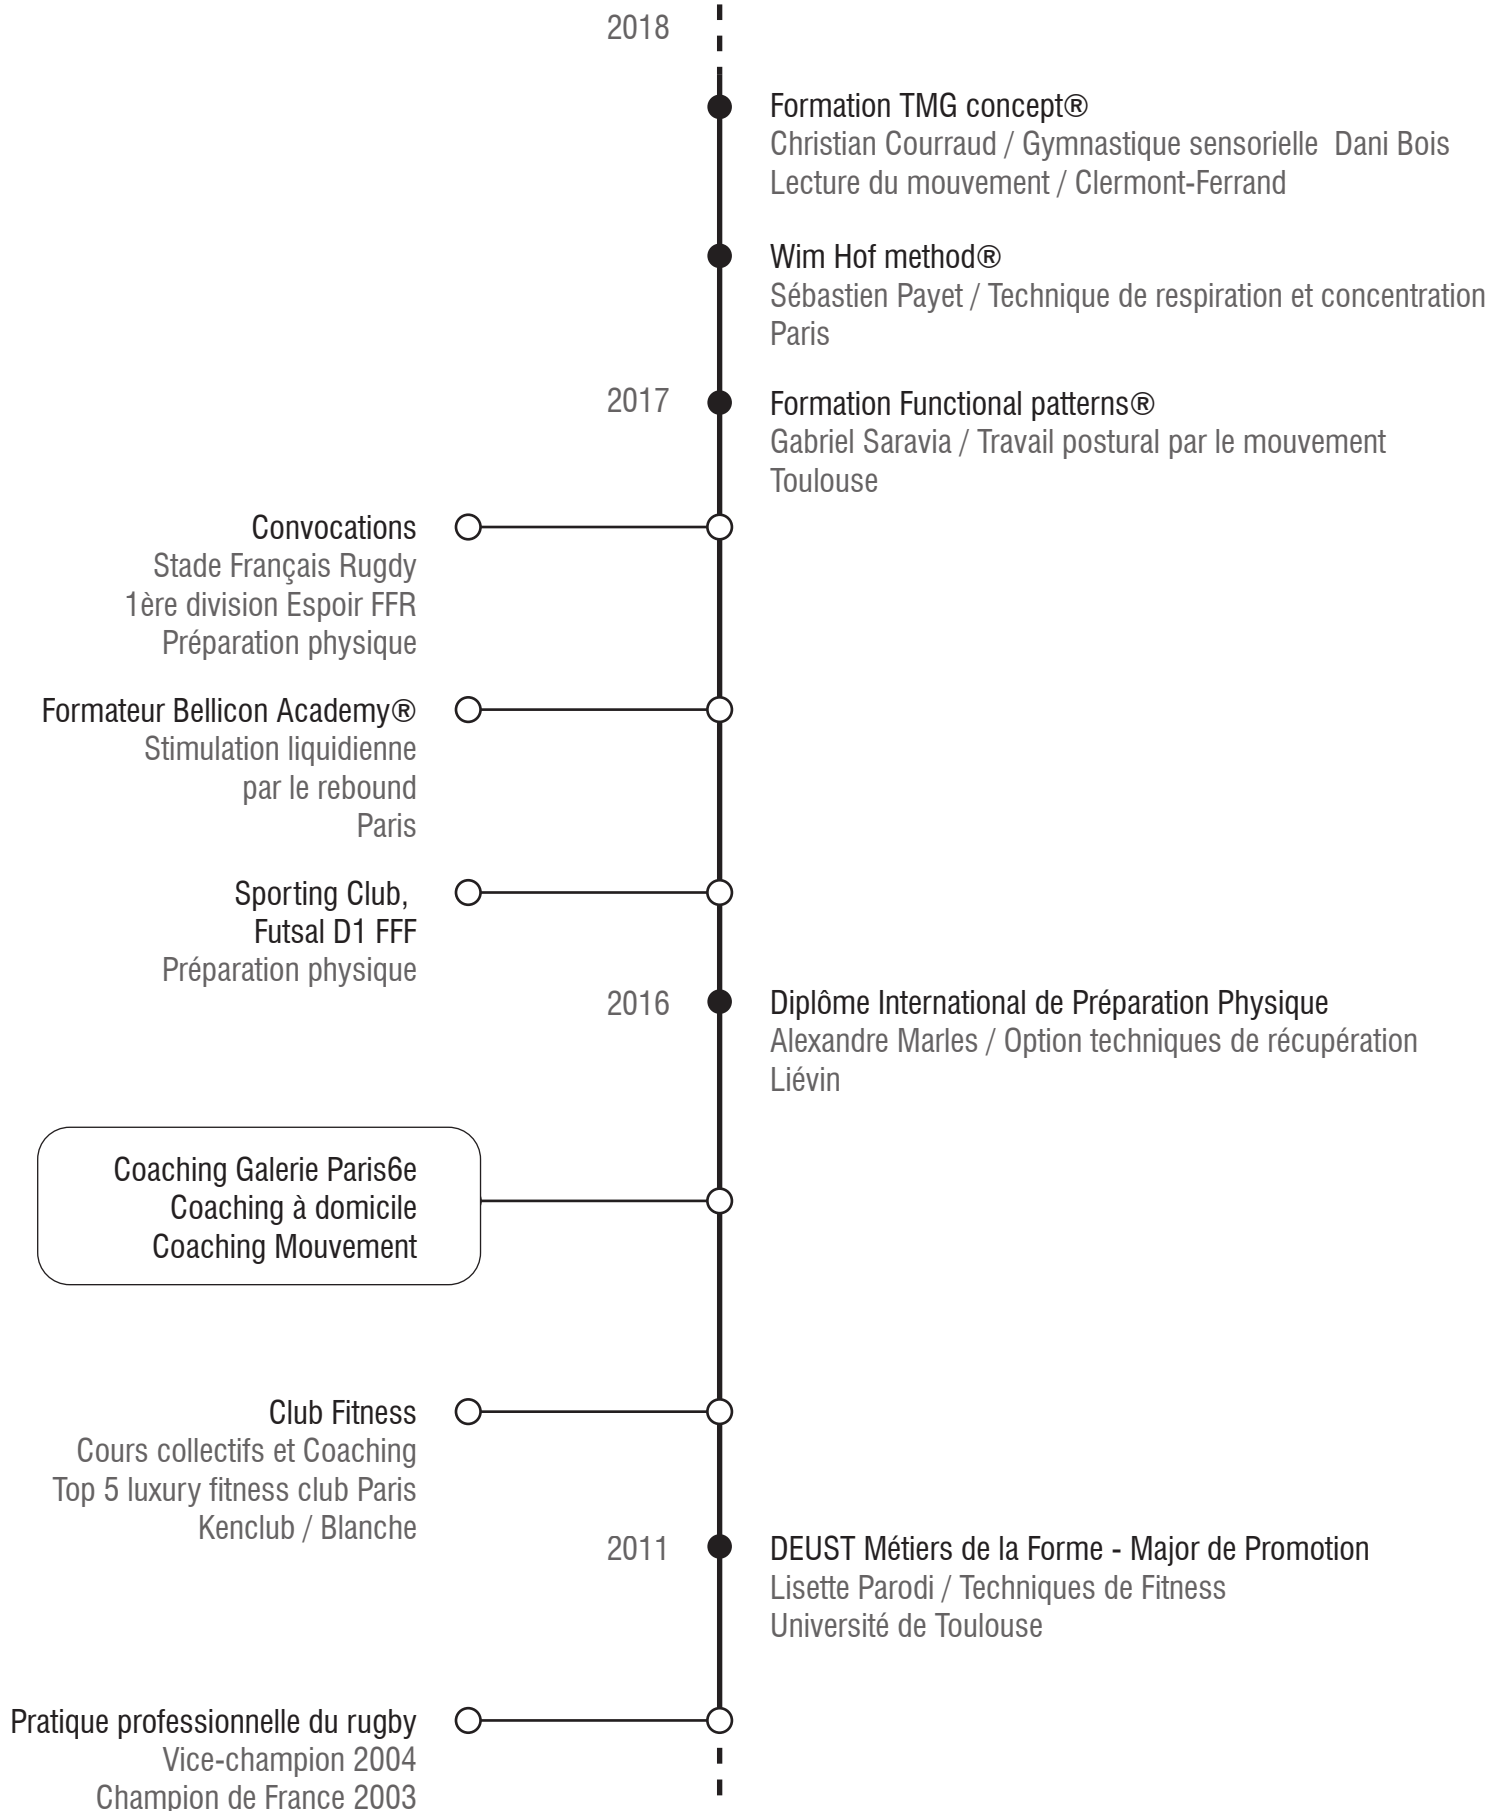 2018
Formation TMG concept®
Christian Courraud / Gymnastique sensorielle  Dani Bois
Lecture du mouvement / Clermont-Ferrand
Wim Hof method®
Sébastien Payet / Technique de respiration et concentration
Paris
2017
Formation Functional patterns®
Gabriel Saravia / Travail postural par le mouvement
Toulouse
Convocations
Stade Français Rugdy
1ère division Espoir FFR
Préparation physique
Formateur Bellicon Academy®
Stimulation liquidienne
par le rebound
Paris
Sporting Club,
Futsal D1 FFF
Préparation physique
2016
Diplôme International de Préparation Physique
Alexandre Marles / Option techniques de récupération
Liévin
Coaching Galerie Paris6e
Coaching à domicile
Coaching Mouvement
Club Fitness
Cours collectifs et Coaching
Top 5 luxury fitness club Paris
Kenclub / Blanche
2011
DEUST Métiers de la Forme - Major de Promotion
Lisette Parodi / Techniques de Fitness
Université de Toulouse
Pratique professionnelle du rugby
Vice-champion 2004
Champion de France 2003